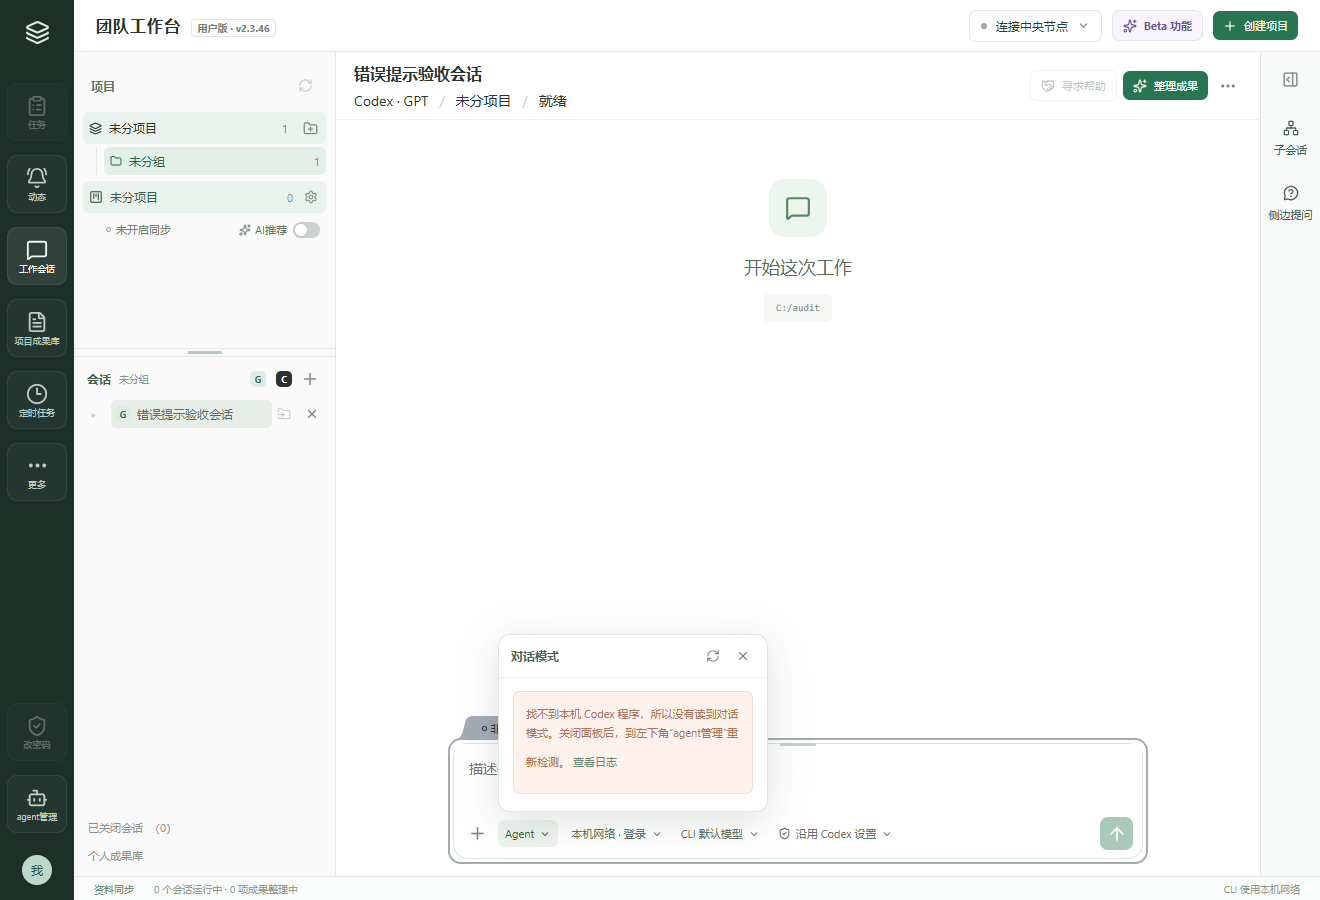 团队工作台
用户版 · v2.3.46
连接中央节点
Beta 功能
创建项目
任务
动态
工作会话
项目成果库
定时任务
更多
改密码
agent管理
我
项目
未分项目 1
未分组 1
未分项目 0
未开启同步
AI推荐
会话 未分组 G C
G 错误提示验收会话
已关闭会话 (0)
个人成果库
错误提示验收会话
Codex · GPT / 未分项目 / 就绪
寻求帮助
整理成果
开始这次工作
C:/audit
对话模式
找不到本机 Codex 程序，所以没有读到对话
模式。关闭面板后，到左下角“agent管理”重
新检测。 查看日志
描述
Agent
本机网络 · 登录
CLI 默认模型
沿用 Codex 设置
子会话
侧边提问
资料同步
0 个会话运行中 · 0 项成果整理中
CLI 使用本机网络